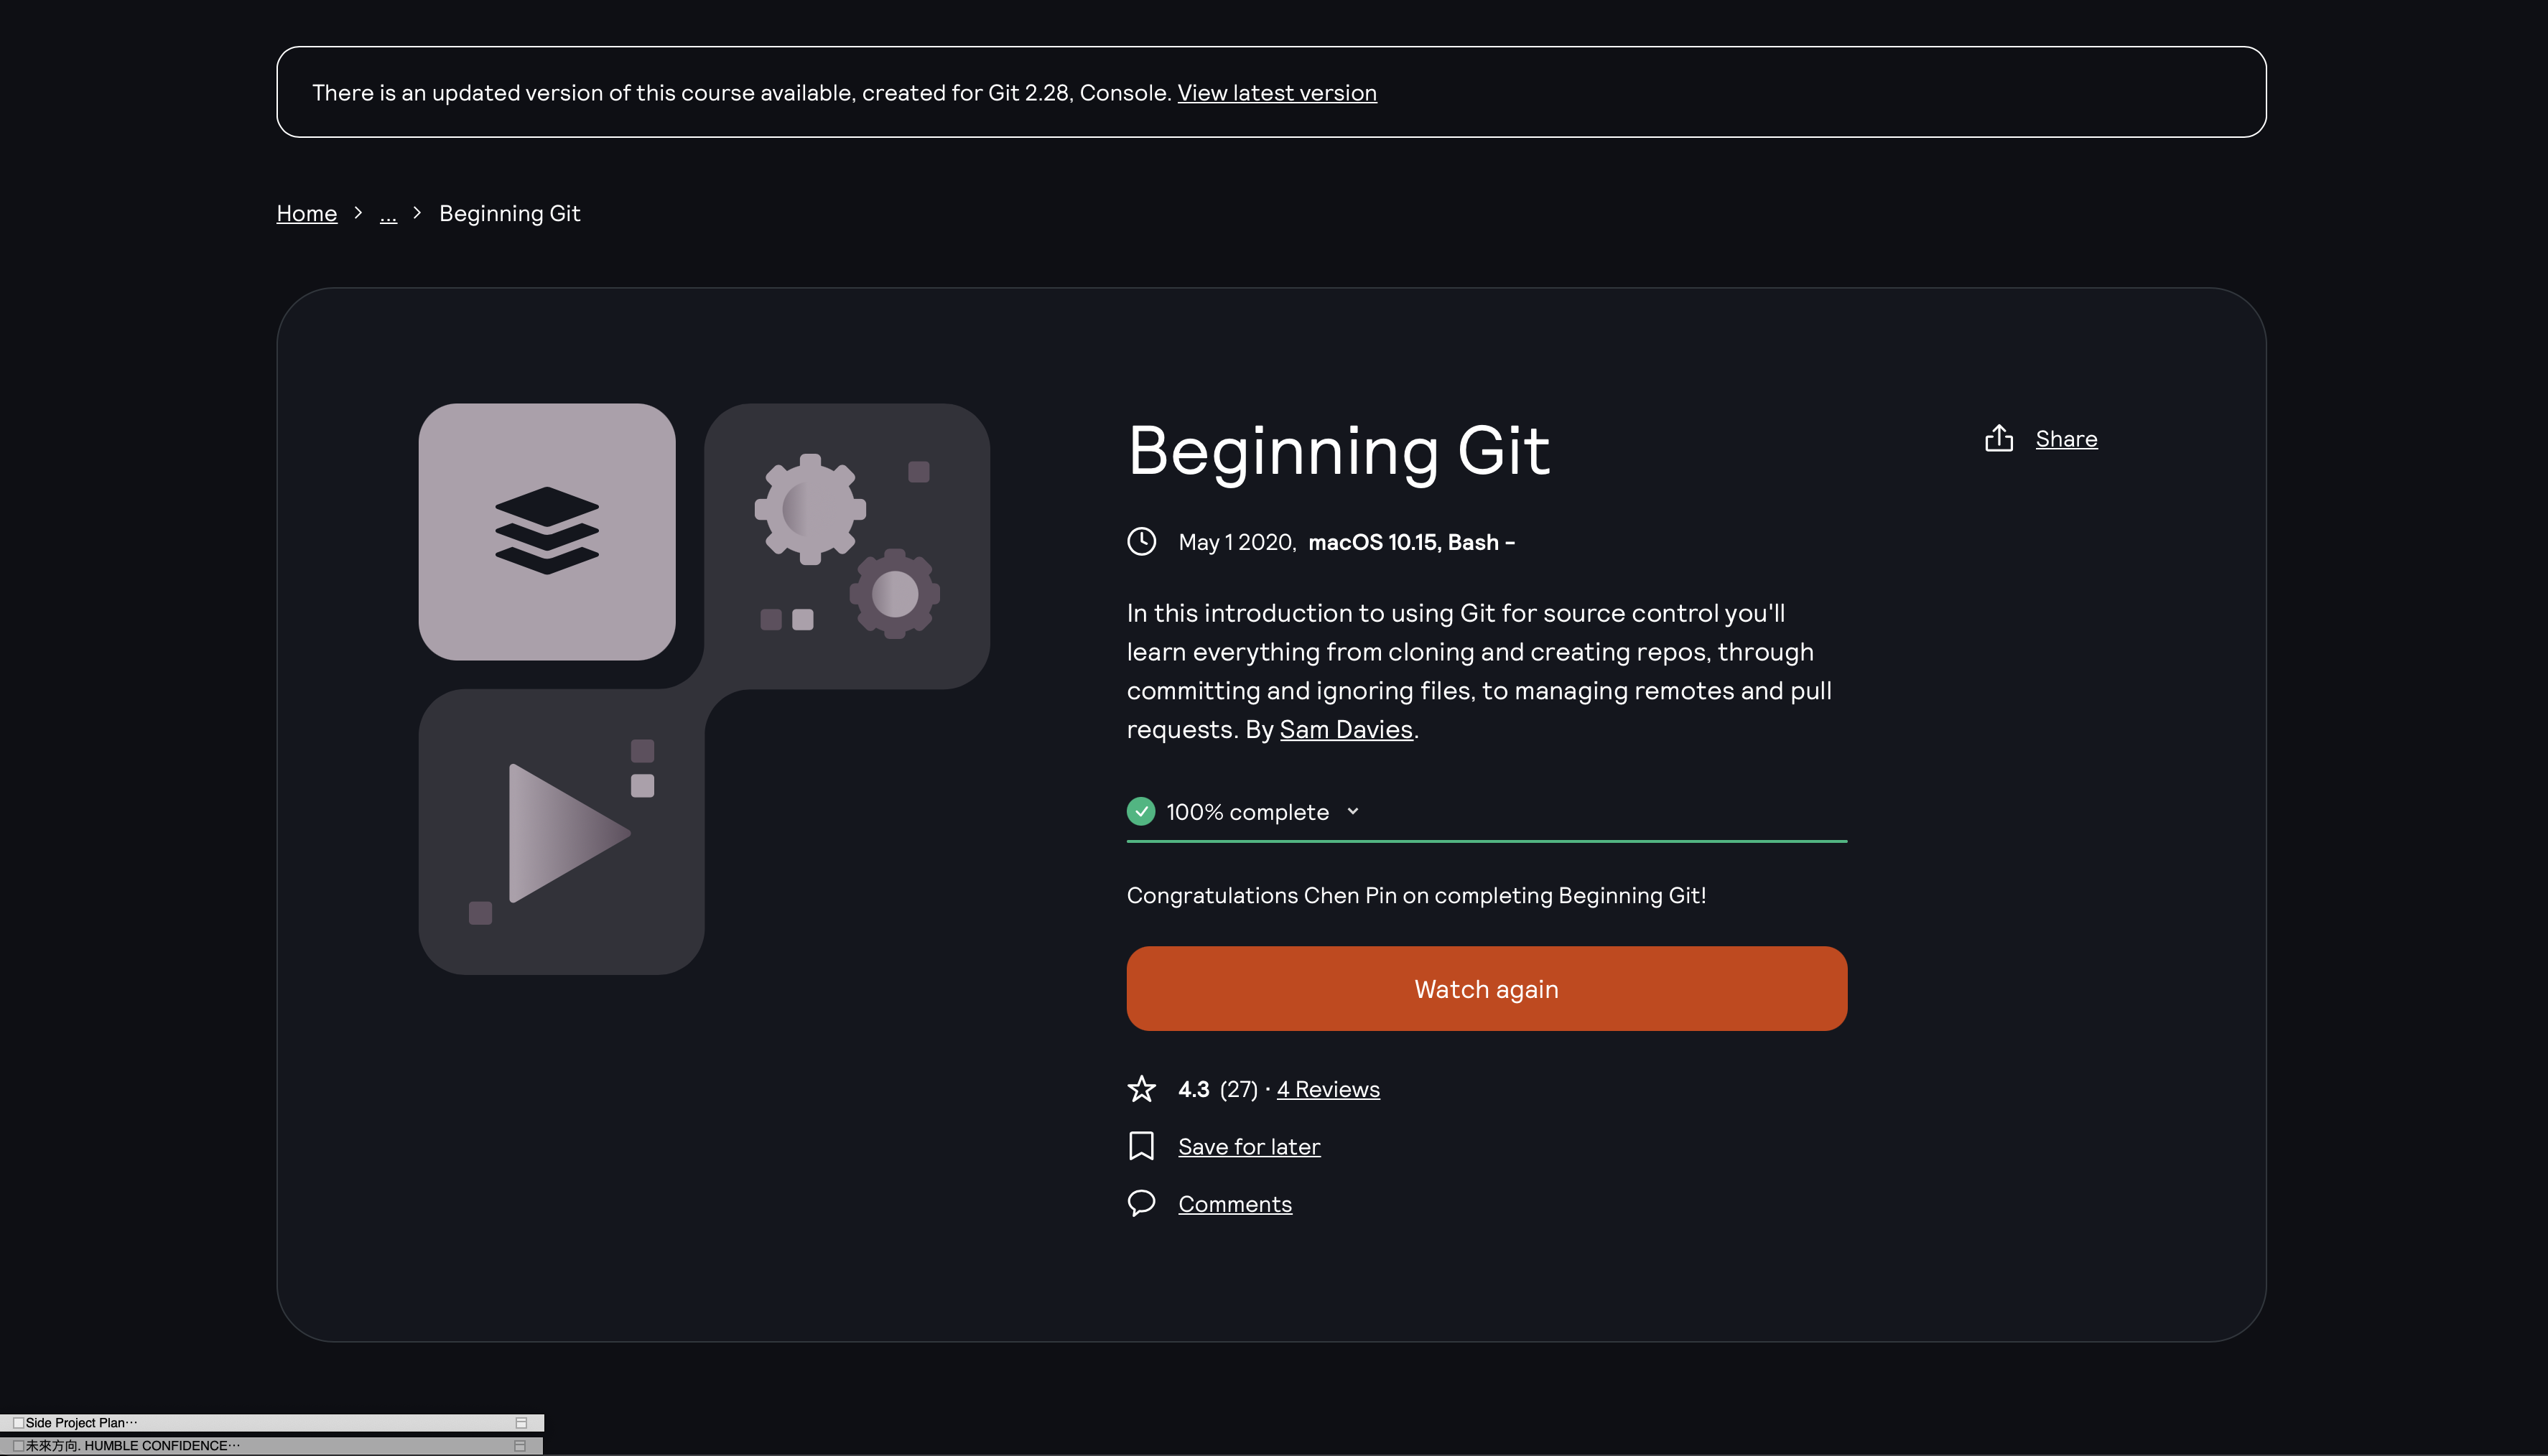 There is an updated version of this course available, created for Git 2.28, Console. View latest version
Home > ... > Beginning Git
Beginning Git
Share
May 1 2020, macOS 10.15, Bash –
In this introduction to using Git for source control you'll
learn everything from cloning and creating repos, through
committing and ignoring files, to managing remotes and pull
requests. By Sam Davies.
100% complete
Congratulations Chen Pin on completing Beginning Git!
Watch again
4.3 (27) · 4 Reviews
Save for later
Comments
Side Project Plan…
未來方向. HUMBLE CONFIDENCE…